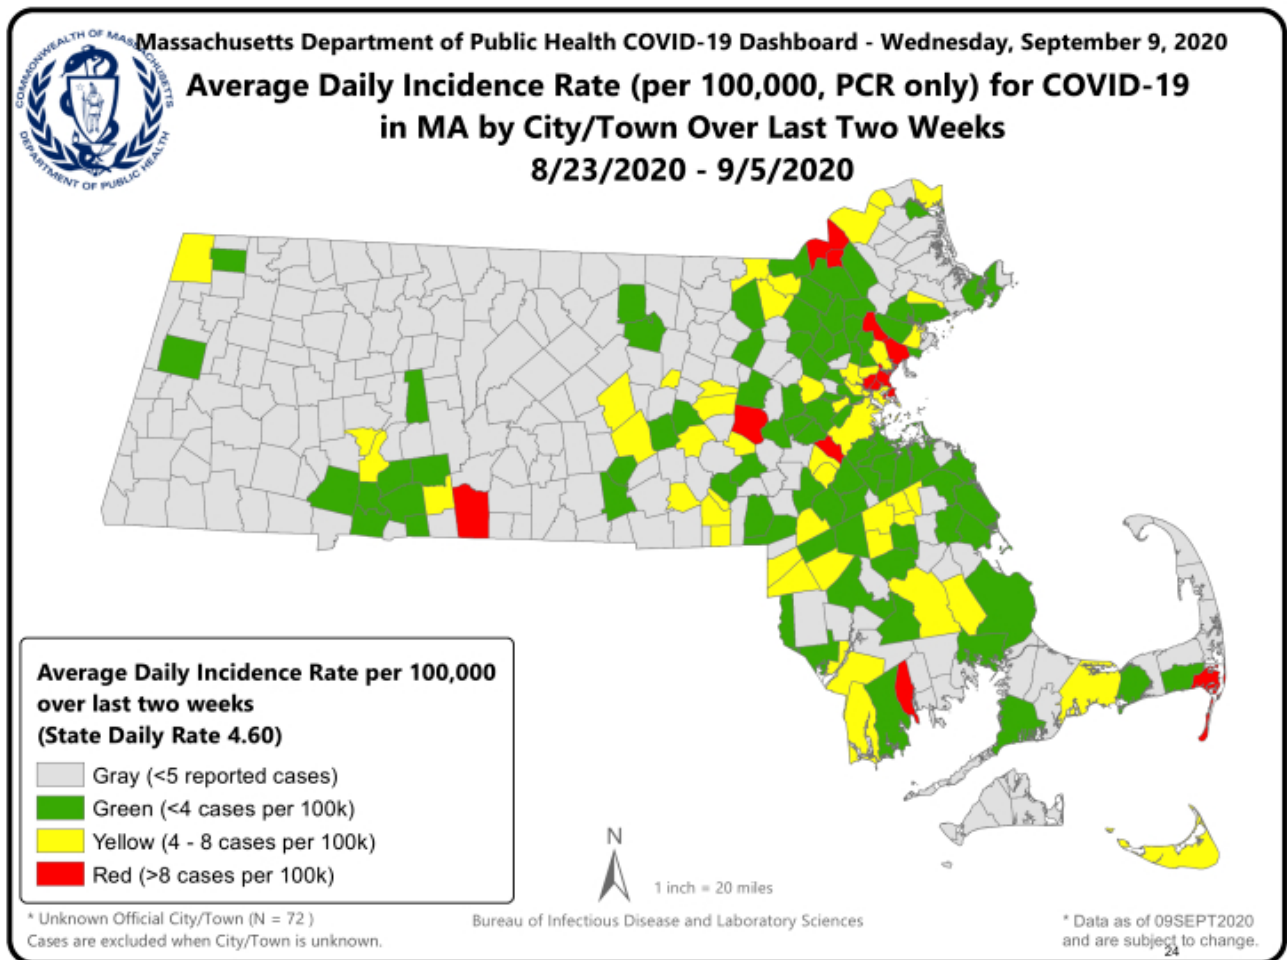 COMMONWEALTH OF MASSACHUSETTS
DEPARTMENT OF PUBLIC HEALTH
Massachusetts Department of Public Health COVID-19 Dashboard - Wednesday, September 9, 2020
Average Daily Incidence Rate (per 100,000, PCR only) for COVID-19
in MA by City/Town Over Last Two Weeks
8/23/2020 - 9/5/2020
Average Daily Incidence Rate per 100,000
over last two weeks
(State Daily Rate 4.60)
Gray (<5 reported cases)
Green (<4 cases per 100k)
Yellow (4 - 8 cases per 100k)
Red (>8 cases per 100k)
N
1 inch = 20 miles
* Unknown Official City/Town (N = 72 )
Cases are excluded when City/Town is unknown.
Bureau of Infectious Disease and Laboratory Sciences
* Data as of 09SEPT2020
and are subject to change.
24